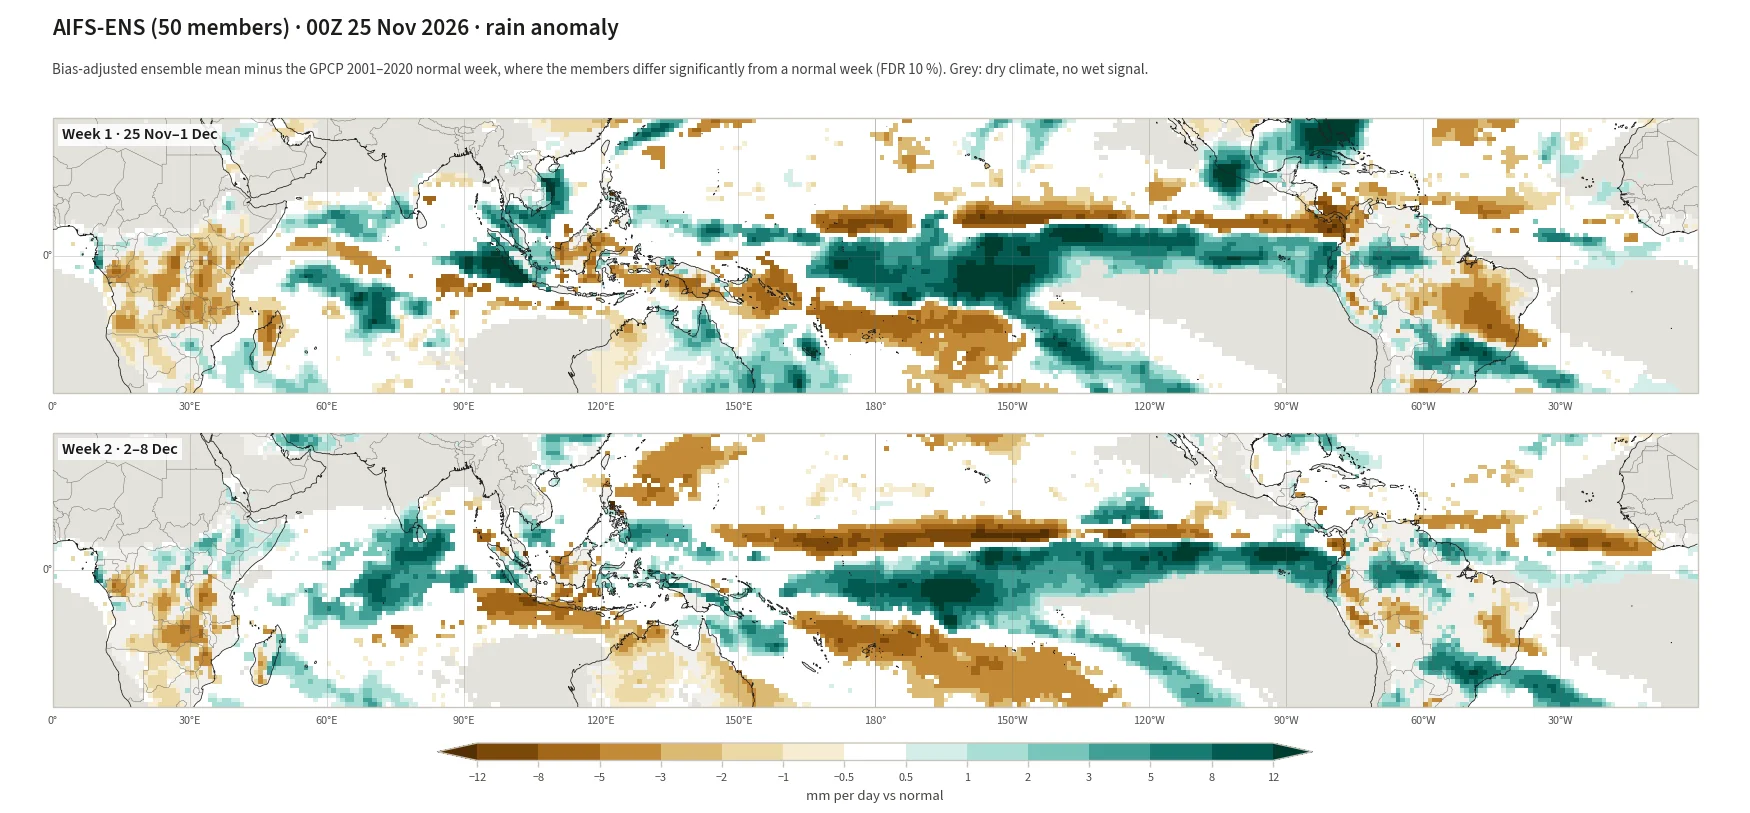 AIFS-ENS (50 members) · 00Z 25 Nov 2026 · rain anomaly
Bias-adjusted ensemble mean minus the GPCP 2001–2020 normal week, where the members differ significantly from a normal week (FDR 10 %). Grey: dry climate, no wet signal.
Week 1 · 25 Nov–1 Dec
0°
0° 30°E 60°E 90°E 120°E 150°E 180° 150°W 120°W 90°W 60°W 30°W
Week 2 · 2–8 Dec
0°
0° 30°E 60°E 90°E 120°E 150°E 180° 150°W 120°W 90°W 60°W 30°W
−12 −8 −5 −3 −2 −1 −0.5 0.5 1 2 3 5 8 12
mm per day vs normal